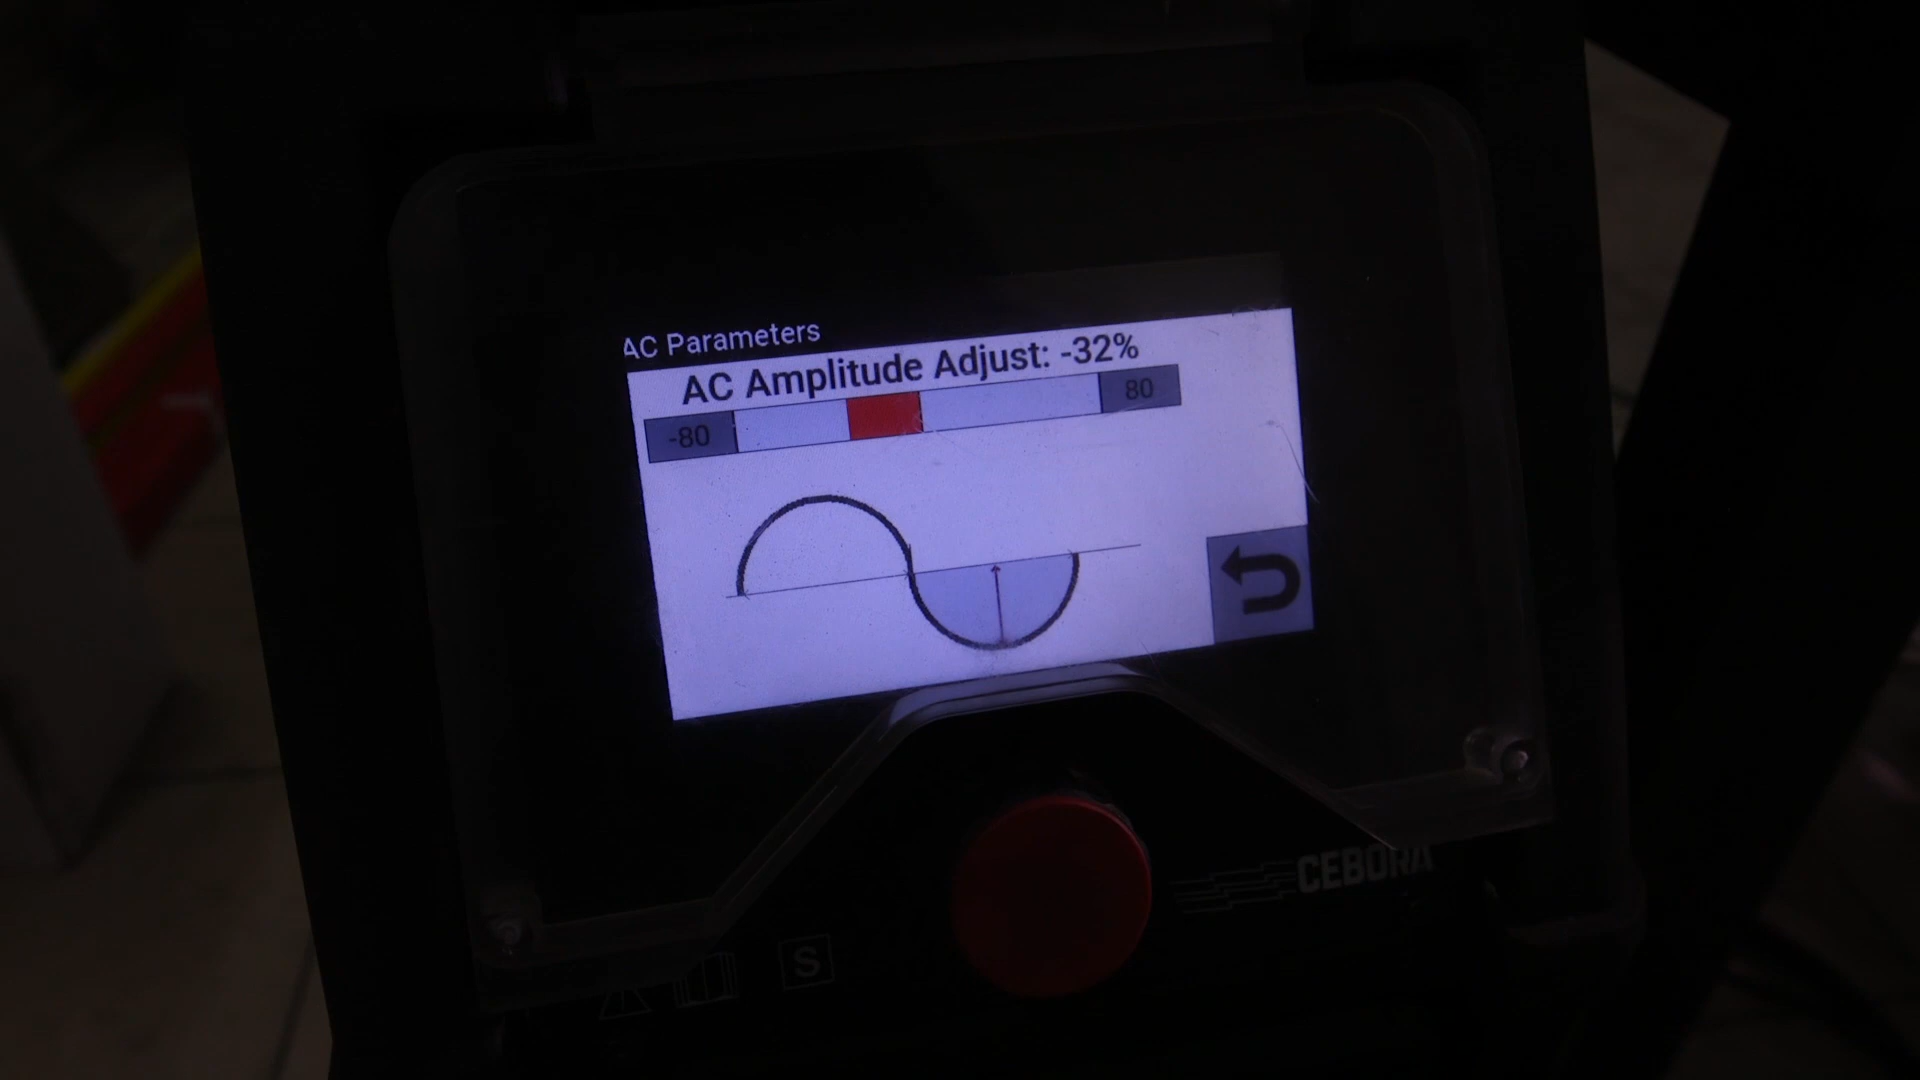 AC Parameters
AC Amplitude Adjust: -32%
-80
80
CEBORA
S